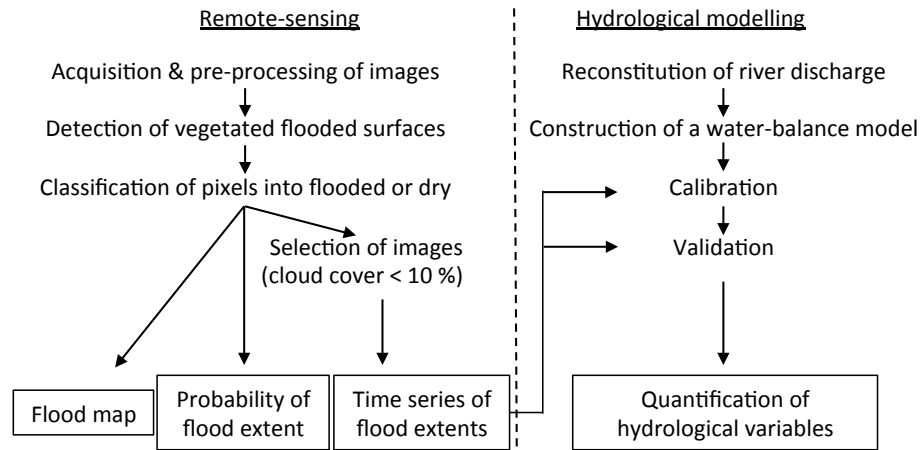 Remote-sensing
Acquisition & pre-processing of images
Detection of vegetated flooded surfaces
Classification of pixels into flooded or dry
Selection of images
(cloud cover < 10 %)
Flood map
Probability of
flood extent
Time series of
flood extents
Hydrological modelling
Reconstitution of river discharge
Construction of a water-balance model
Calibration
Validation
Quantification of
hydrological variables